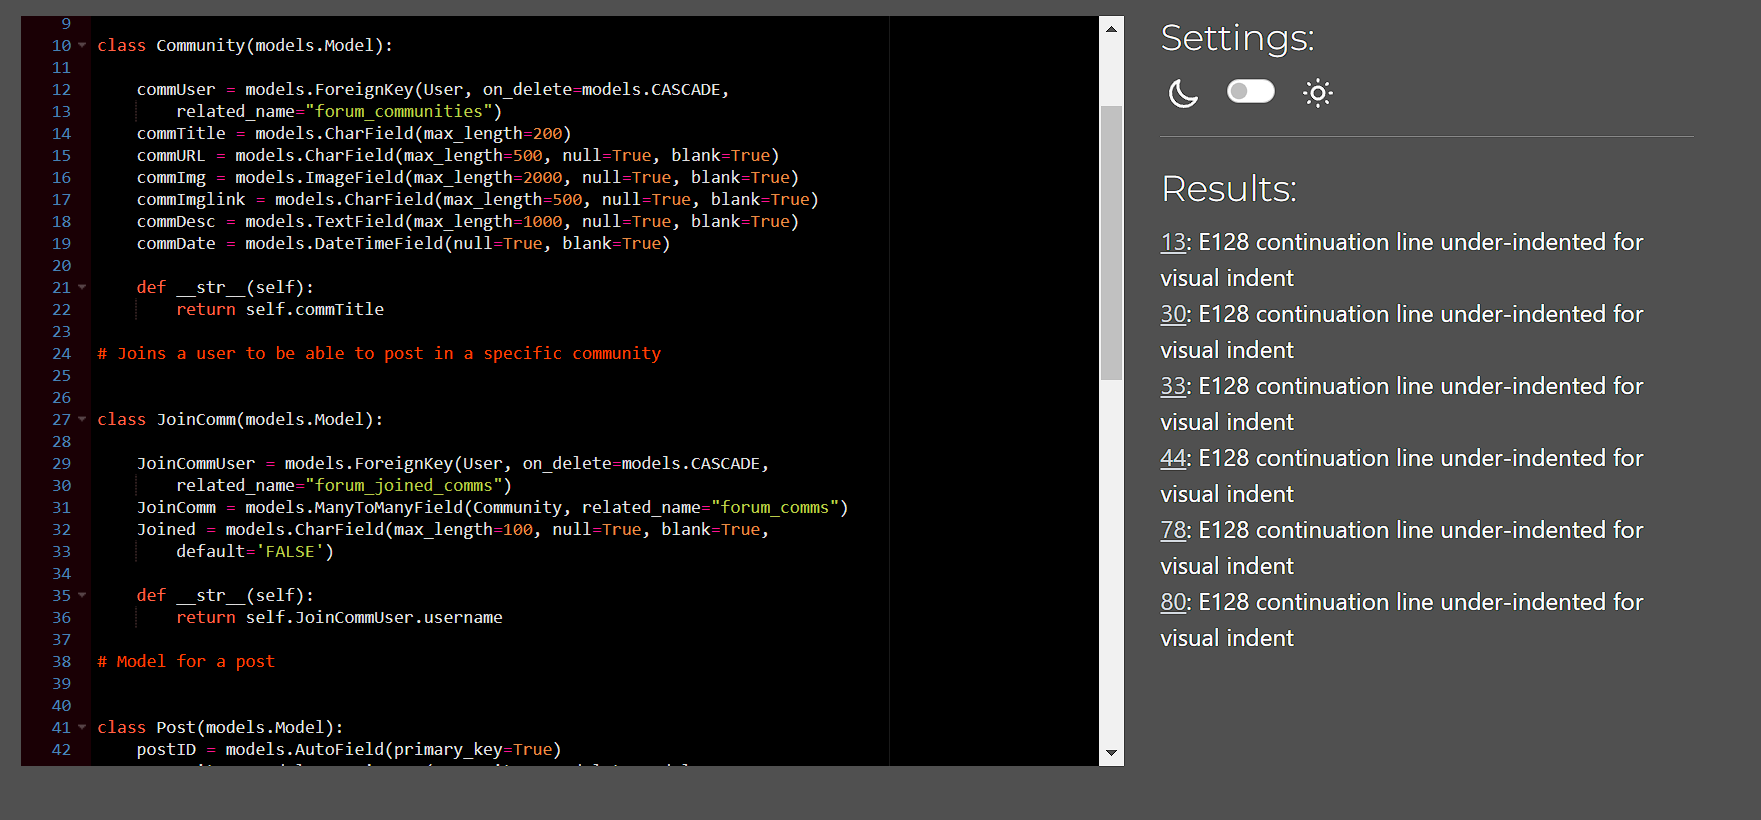 9
10 class Community(models.Model):
11
12     commUser = models.ForeignKey(User, on_delete=models.CASCADE,
13         related_name="forum_communities")
14     commTitle = models.CharField(max_length=200)
15     commURL = models.CharField(max_length=500, null=True, blank=True)
16     commImg = models.ImageField(max_length=2000, null=True, blank=True)
17     commImglink = models.CharField(max_length=500, null=True, blank=True)
18     commDesc = models.TextField(max_length=1000, null=True, blank=True)
19     commDate = models.DateTimeField(null=True, blank=True)
20
21     def __str__(self):
22         return self.commTitle
23
24 # Joins a user to be able to post in a specific community
25
26
27 class JoinComm(models.Model):
28
29     JoinCommUser = models.ForeignKey(User, on_delete=models.CASCADE,
30         related_name="forum_joined_comms")
31     JoinComm = models.ManyToManyField(Community, related_name="forum_comms")
32     Joined = models.CharField(max_length=100, null=True, blank=True,
33         default='FALSE')
34
35     def __str__(self):
36         return self.JoinCommUser.username
37
38 # Model for a post
39
40
41 class Post(models.Model):
42     postID = models.AutoField(primary_key=True)
Settings:
Results:
13: E128 continuation line under-indented for
visual indent
30: E128 continuation line under-indented for
visual indent
33: E128 continuation line under-indented for
visual indent
44: E128 continuation line under-indented for
visual indent
78: E128 continuation line under-indented for
visual indent
80: E128 continuation line under-indented for
visual indent